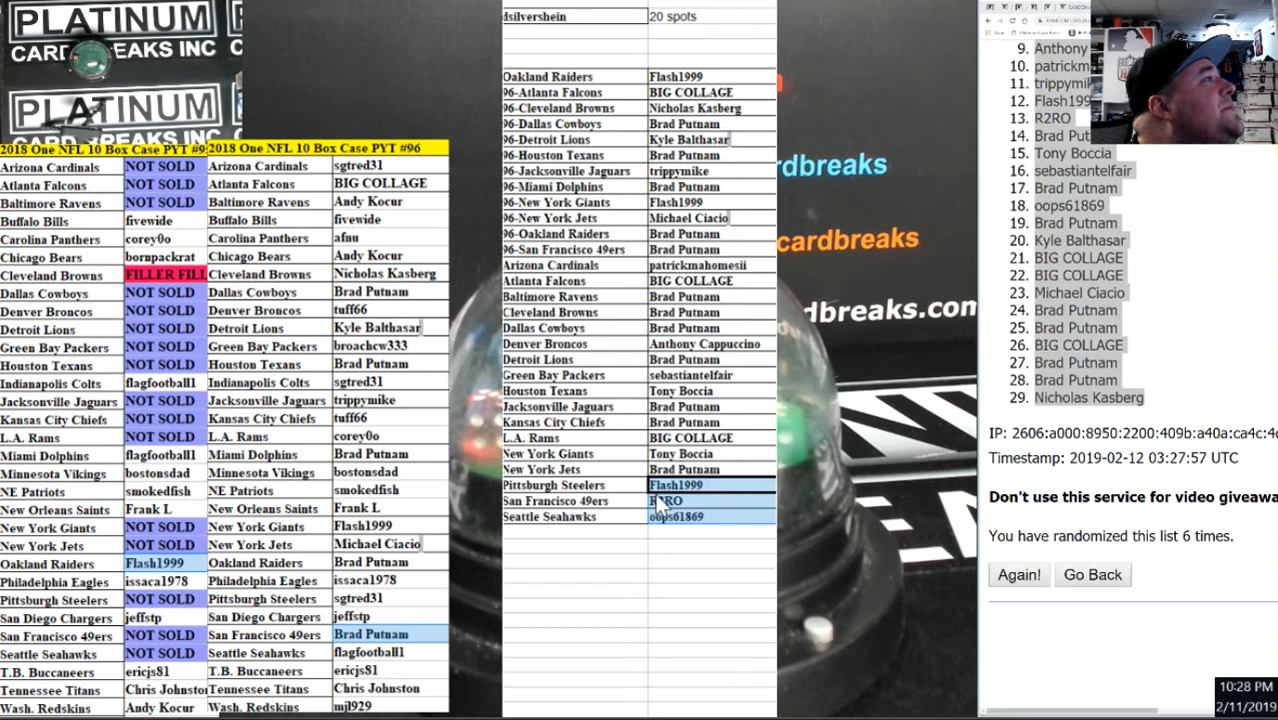 PLATINUM
CARD BREAKS INC
PLATINUM
CARD BREAKS INC
2018 One NFL 10 Box Case PYT #9
Arizona Cardinals NOT SOLD
Atlanta Falcons NOT SOLD
Baltimore Ravens NOT SOLD
Buffalo Bills fivewide
Carolina Panthers corey0o
Chicago Bears bornpackrat
Cleveland Browns FILLER FILL
Dallas Cowboys NOT SOLD
Denver Broncos NOT SOLD
Detroit Lions NOT SOLD
Green Bay Packers NOT SOLD
Houston Texans NOT SOLD
Indianapolis Colts flagfootball1
Jacksonville Jaguars NOT SOLD
Kansas City Chiefs NOT SOLD
L.A. Rams NOT SOLD
Miami Dolphins flagfootball1
Minnesota Vikings bostonsdad
NE Patriots smokedfish
New Orleans Saints Frank L
New York Giants NOT SOLD
New York Jets NOT SOLD
Oakland Raiders Flash1999
Philadelphia Eagles issaca1978
Pittsburgh Steelers NOT SOLD
San Diego Chargers jeffstp
San Francisco 49ers NOT SOLD
Seattle Seahawks NOT SOLD
T.B. Buccaneers ericjs81
Tennessee Titans Chris Johnsto
Wash. Redskins Andy Kocur
2018 One NFL 10 Box Case PYT #96
Arizona Cardinals sgtred31
Atlanta Falcons BIG COLLAGE
Baltimore Ravens Andy Kocur
Buffalo Bills fivewide
Carolina Panthers afnu
Chicago Bears Andy Kocur
Cleveland Browns Nicholas Kasberg
Dallas Cowboys Brad Putnam
Denver Broncos tuff66
Detroit Lions Kyle Balthasar
Green Bay Packers broachcw333
Houston Texans Brad Putnam
Indianapolis Colts sgtred31
Jacksonville Jaguars trippymike
Kansas City Chiefs tuff66
L.A. Rams corey0o
Miami Dolphins Brad Putnam
Minnesota Vikings bostonsdad
NE Patriots smokedfish
New Orleans Saints Frank L
New York Giants Flash1999
New York Jets Michael Ciacio
Oakland Raiders Brad Putnam
Philadelphia Eagles issaca1978
Pittsburgh Steelers sgtred31
San Diego Chargers jeffstp
San Francisco 49ers Brad Putnam
Seattle Seahawks flagfootball1
T.B. Buccaneers ericjs81
Tennessee Titans Chris Johnston
Wash. Redskins mjl929
dsilvershein 20 spots
Oakland Raiders Flash1999
96-Atlanta Falcons BIG COLLAGE
96-Cleveland Browns Nicholas Kasberg
96-Dallas Cowboys Brad Putnam
96-Detroit Lions Kyle Balthasar
96-Houston Texans Brad Putnam
96-Jacksonville Jaguars trippymike
96-Miami Dolphins Brad Putnam
96-New York Giants Flash1999
96-New York Jets Michael Ciacio
96-Oakland Raiders Brad Putnam
96-San Francisco 49ers Brad Putnam
Arizona Cardinals patrickmahomesii
Atlanta Falcons BIG COLLAGE
Baltimore Ravens Brad Putnam
Cleveland Browns Brad Putnam
Dallas Cowboys Brad Putnam
Denver Broncos Anthony Cappuccino
Detroit Lions Brad Putnam
Green Bay Packers sebastiantelfair
Houston Texans Tony Boccia
Jacksonville Jaguars Brad Putnam
Kansas City Chiefs Brad Putnam
L.A. Rams BIG COLLAGE
New York Giants Tony Boccia
New York Jets Brad Putnam
Pittsburgh Steelers Flash1999
San Francisco 49ers R2RO
Seattle Seahawks oops61869
dbreaks
cardbreaks
dbreaks.com
9. Anthony
10. patrickm
11. trippymik
12. Flash199
13. R2RO
14. Brad Put
15. Tony Boccia
16. sebastiantelfair
17. Brad Putnam
18. oops61869
19. Brad Putnam
20. Kyle Balthasar
21. BIG COLLAGE
22. BIG COLLAGE
23. Michael Ciacio
24. Brad Putnam
25. Brad Putnam
26. BIG COLLAGE
27. Brad Putnam
28. Brad Putnam
29. Nicholas Kasberg
IP: 2606:a000:8950:2200:409b:a40a:ca4c:4
Timestamp: 2019-02-12 03:27:57 UTC
Don't use this service for video giveawa
You have randomized this list 6 times.
Again! Go Back
10:28 PM
2/11/2019